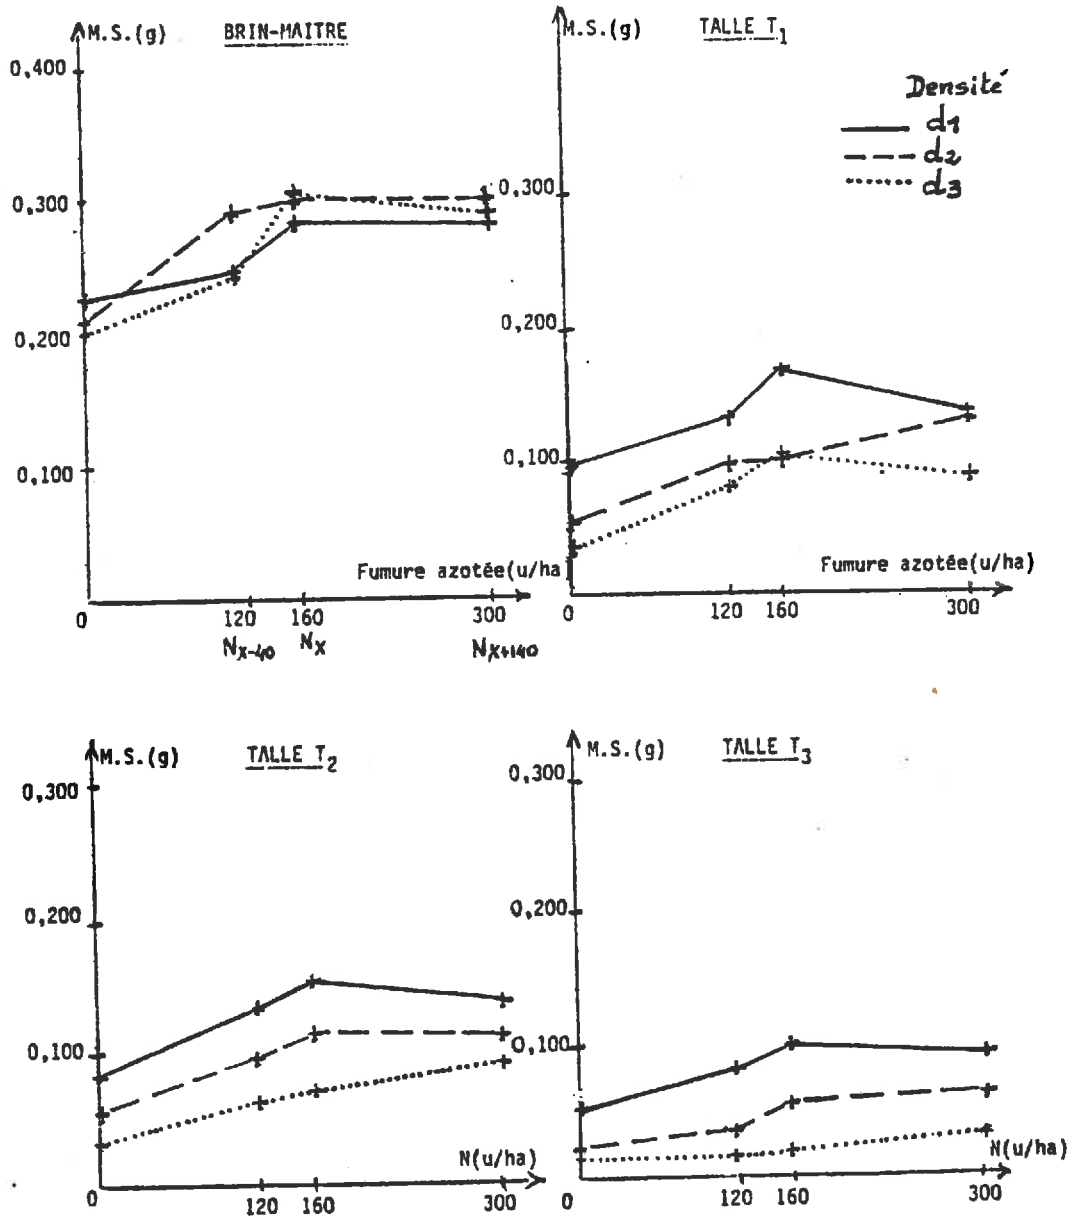 M.S.(g) BRIN-MAITRE
0,400
0,300
0,200
0,100
Fumure azotée(u/ha
0 120 160 300
Nx-40 Nx Nx+140
M.S.(g) TALLE T1
Densité
d1
d2
d3
0,300
0,200
0,100
Fumure azotée(u/ha)
0 120 160 300
M.S.(g) TALLE T2
0,300
0,200
0,100
N(u/ha)
0 120 160 300
M.S.(g) TALLE T3
0,300
0,200
0,100
N(u/ha)
0 120 160 300